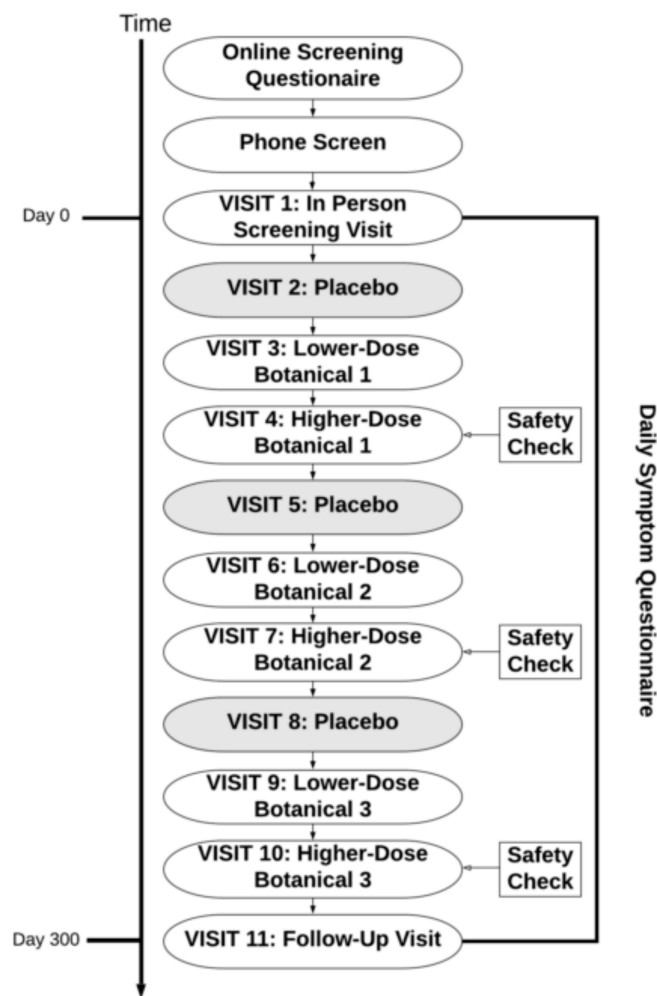 Time
Online Screening
Questionaire
Phone Screen
Day 0
VISIT 1: In Person
Screening Visit
VISIT 2: Placebo
VISIT 3: Lower-Dose
Botanical 1
VISIT 4: Higher-Dose
Botanical 1
Safety
Check
VISIT 5: Placebo
VISIT 6: Lower-Dose
Botanical 2
VISIT 7: Higher-Dose
Botanical 2
Safety
Check
VISIT 8: Placebo
VISIT 9: Lower-Dose
Botanical 3
VISIT 10: Higher-Dose
Botanical 3
Safety
Check
Day 300
VISIT 11: Follow-Up Visit
Daily Symptom Questionnaire